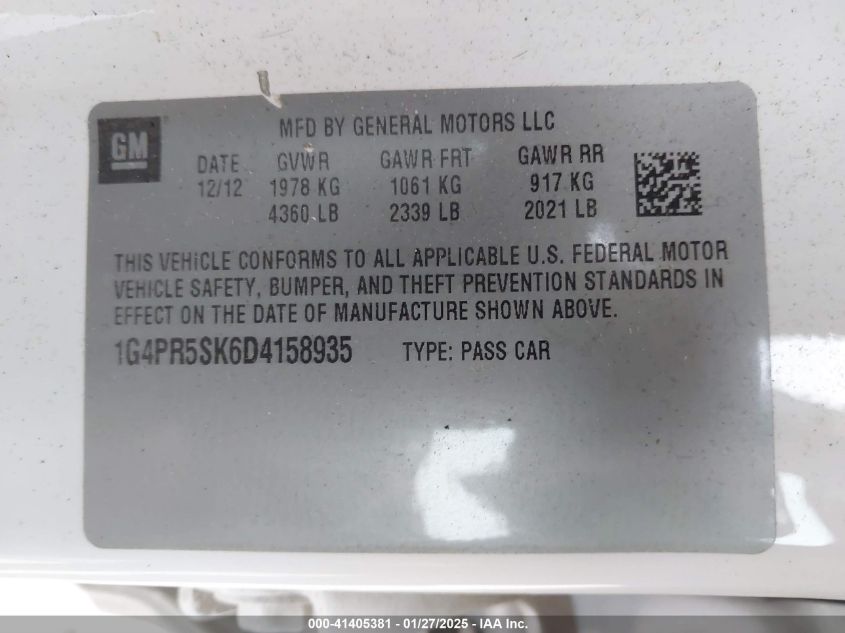 GM
MFD BY GENERAL MOTORS LLC
DATE GVWR GAWR FRT GAWR RR
12/12 1978 KG 1061 KG 917 KG
4360 LB 2339 LB 2021 LB
THIS VEHICLE CONFORMS TO ALL APPLICABLE U.S. FEDERAL MOTOR
VEHICLE SAFETY, BUMPER, AND THEFT PREVENTION STANDARDS IN
EFFECT ON THE DATE OF MANUFACTURE SHOWN ABOVE.
1G4PR5SK6D4158935 TYPE: PASS CAR
000-41405381 - 01/27/2025 - IAA Inc.